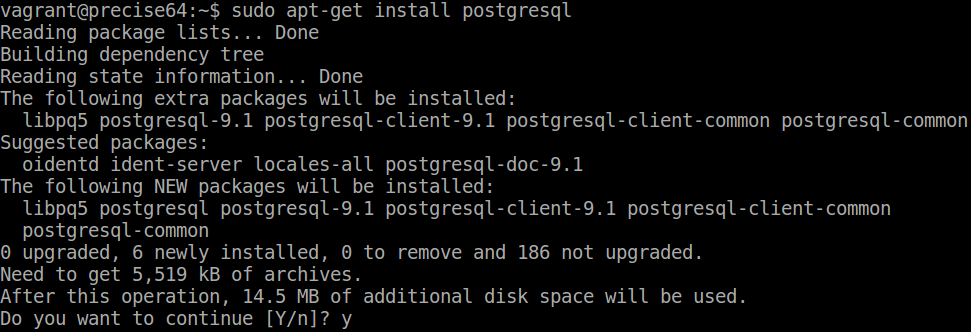 vagrant@precise64:~$ sudo apt-get install postgresql
Reading package lists... Done
Building dependency tree
Reading state information... Done
The following extra packages will be installed:
  libpq5 postgresql-9.1 postgresql-client-9.1 postgresql-client-common postgresql-common
Suggested packages:
  oidentd ident-server locales-all postgresql-doc-9.1
The following NEW packages will be installed:
  libpq5 postgresql postgresql-9.1 postgresql-client-9.1 postgresql-client-common
  postgresql-common
0 upgraded, 6 newly installed, 0 to remove and 186 not upgraded.
Need to get 5,519 kB of archives.
After this operation, 14.5 MB of additional disk space will be used.
Do you want to continue [Y/n]? y